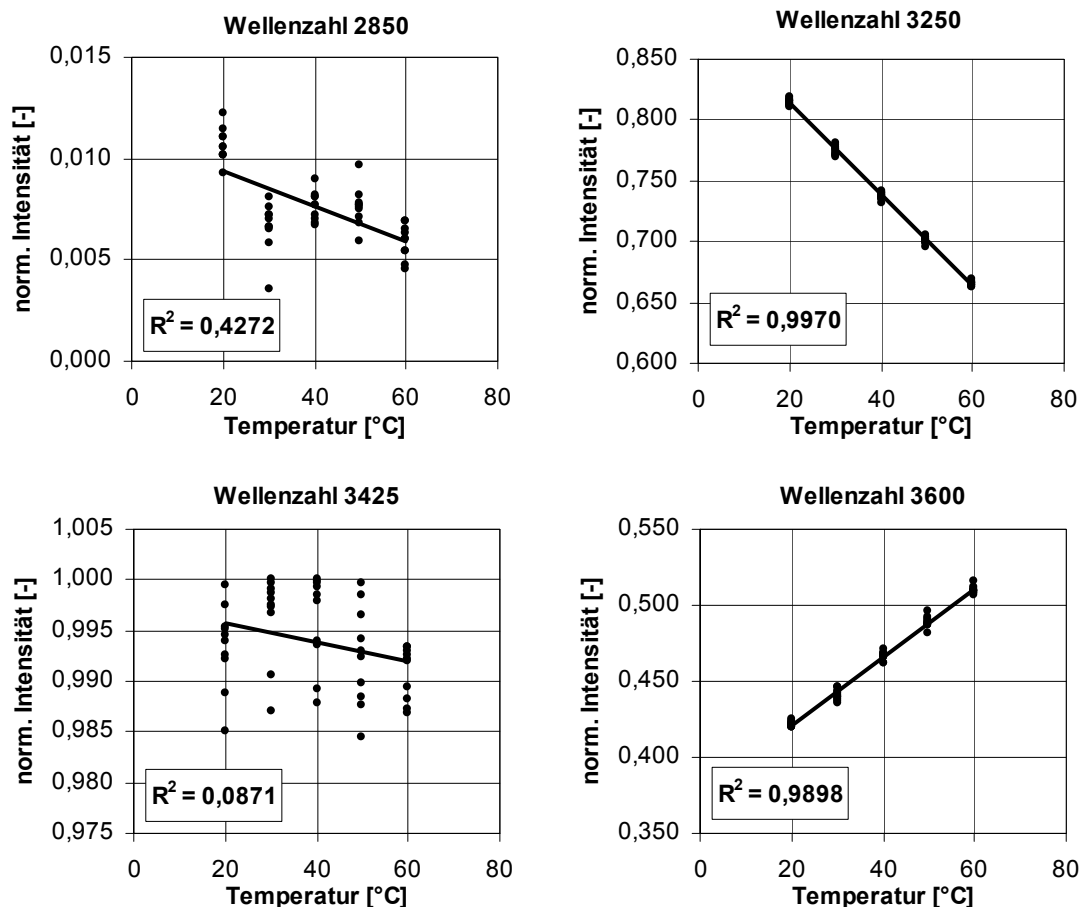 Wellenzahl 2850
norm. Intensität [-]
0,015
0,010
0,005
0,000
R² = 0,4272
0 20 40 60 80
Temperatur [°C]
Wellenzahl 3250
norm. Intensität [-]
0,850
0,800
0,750
0,700
0,650
0,600
R² = 0,9970
0 20 40 60 80
Temperatur [°C]
Wellenzahl 3425
norm. Intensität [-]
1,005
1,000
0,995
0,990
0,985
0,980
0,975
R² = 0,0871
0 20 40 60 80
Temperatur [°C]
Wellenzahl 3600
norm. Intensität [-]
0,550
0,500
0,450
0,400
0,350
R² = 0,9898
0 20 40 60 80
Temperatur [°C]